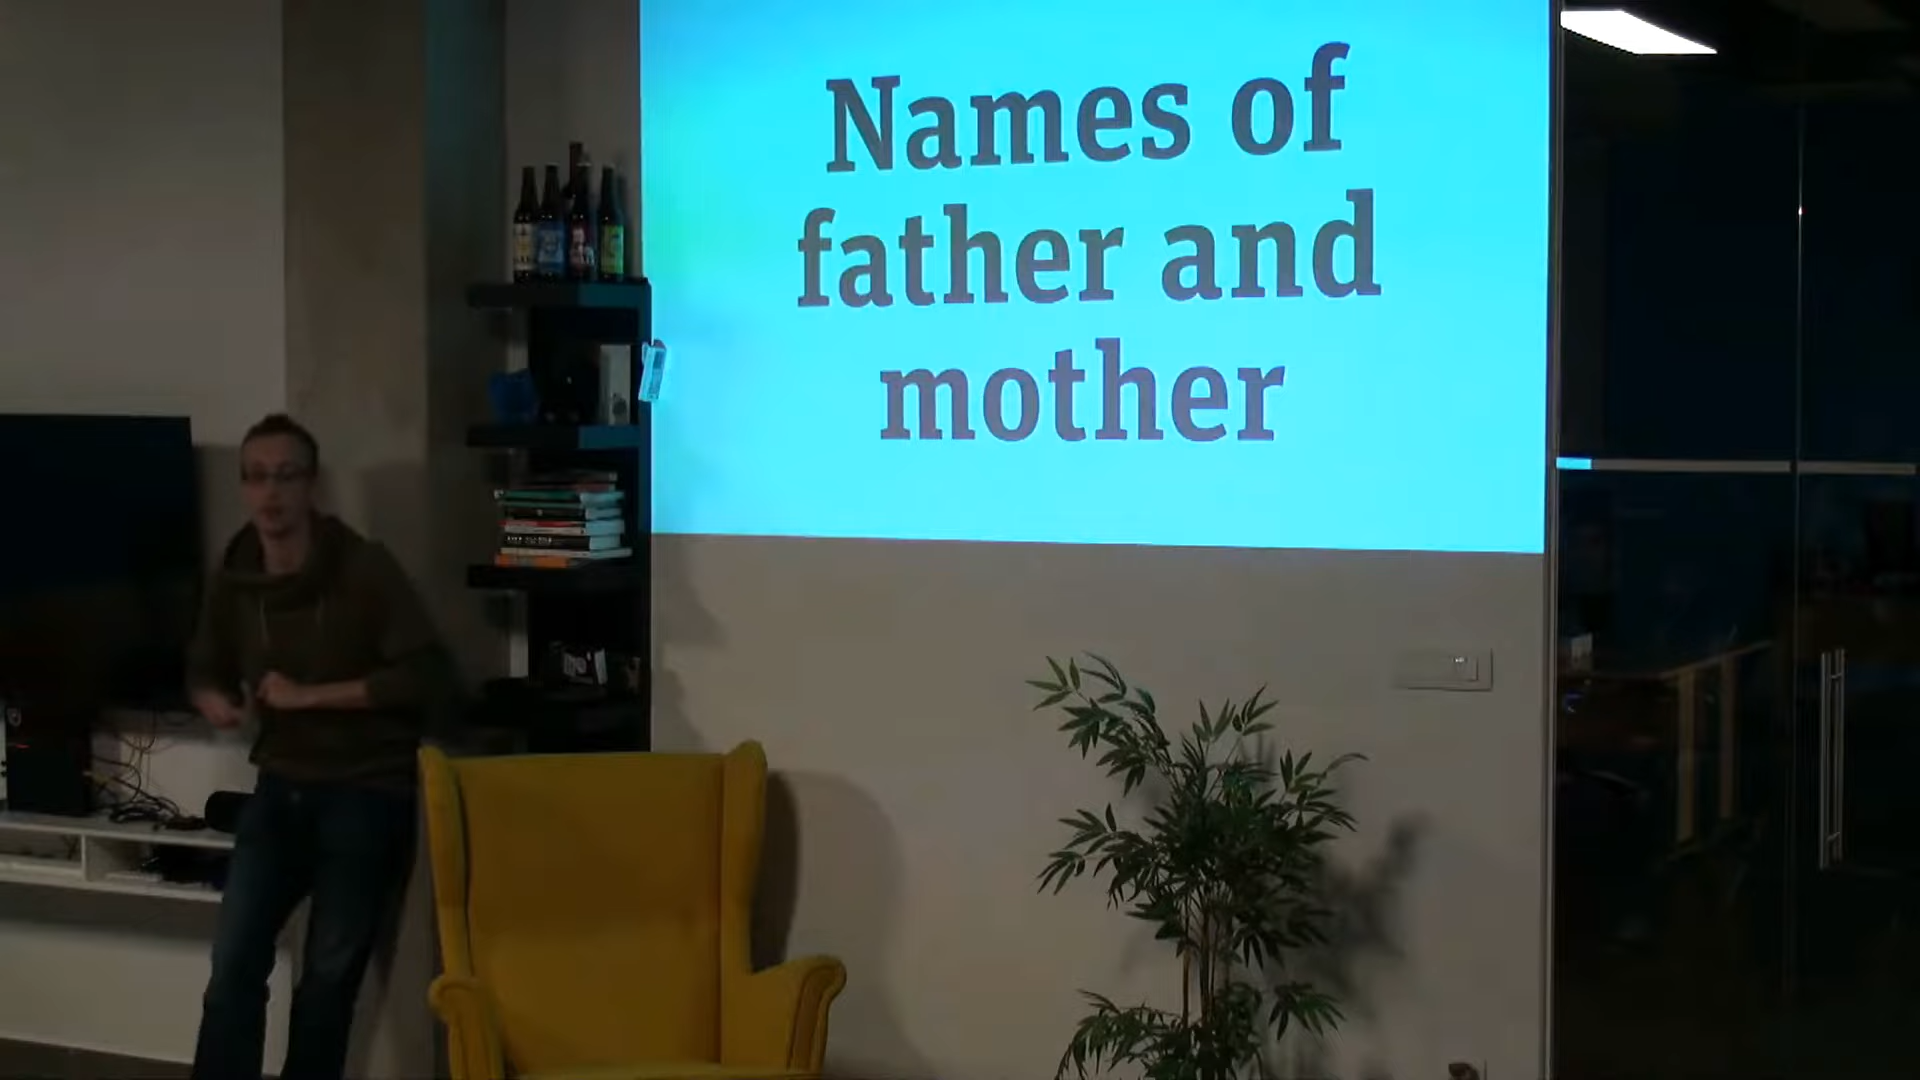 Names of
father and
mother